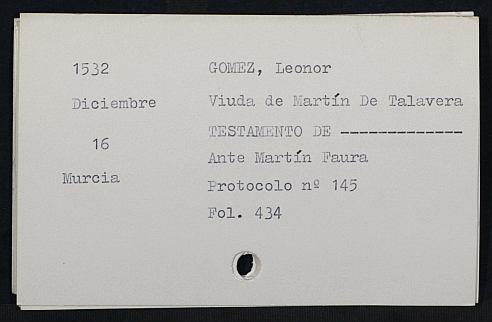 1532 GOMEZ, Leonor
Diciembre Viuda de Martín De Talavera
16 TESTAMENTO DE -------------
Ante Martín Faura
Murcia Protocolo nº 145
Fol. 434